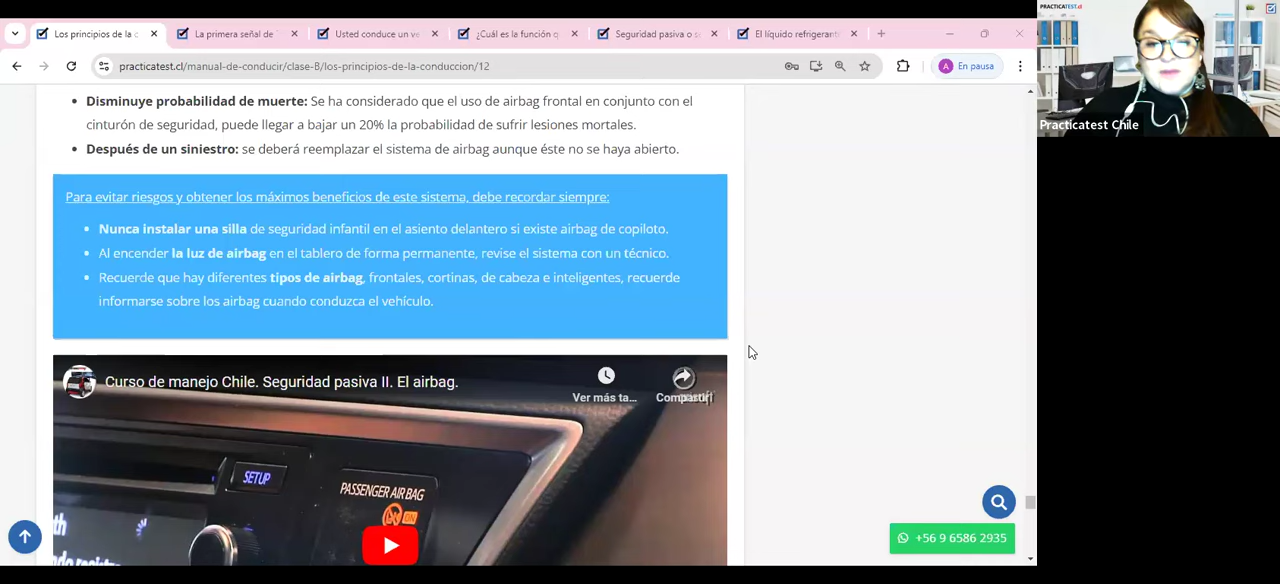 Los principios de la c
La primera señal de
Usted conduce un ve
¿Cuál es la función q
Seguridad pasiva o s
El líquido refrigerant
practicatest.cl/manual-de-conducir/clase-B/los-principios-de-la-conduccion/12
A
En pausa
PRACTICATEST.cl
Practicatest Chile
• Disminuye probabilidad de muerte: Se ha considerado que el uso de airbag frontal en conjunto con el
cinturón de seguridad, puede llegar a bajar un 20% la probabilidad de sufrir lesiones mortales.
• Después de un siniestro: se deberá reemplazar el sistema de airbag aunque éste no se haya abierto.
Para evitar riesgos y obtener los máximos beneficios de este sistema, debe recordar siempre:
• Nunca instalar una silla de seguridad infantil en el asiento delantero si existe airbag de copiloto.
• Al encender la luz de airbag en el tablero de forma permanente, revise el sistema con un técnico.
• Recuerde que hay diferentes tipos de airbag, frontales, cortinas, de cabeza e inteligentes, recuerde
informarse sobre los airbag cuando conduzca el vehículo.
Curso de manejo Chile. Seguridad pasiva II. El airbag.
Ver más ta...
Compartir
SETUP
PASSENGER AIR BAG
ON
+56 9 6586 2935